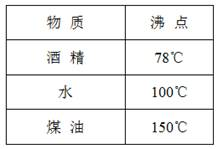 物 质 沸 点
酒 精 78℃
水 100℃
煤 油 150℃